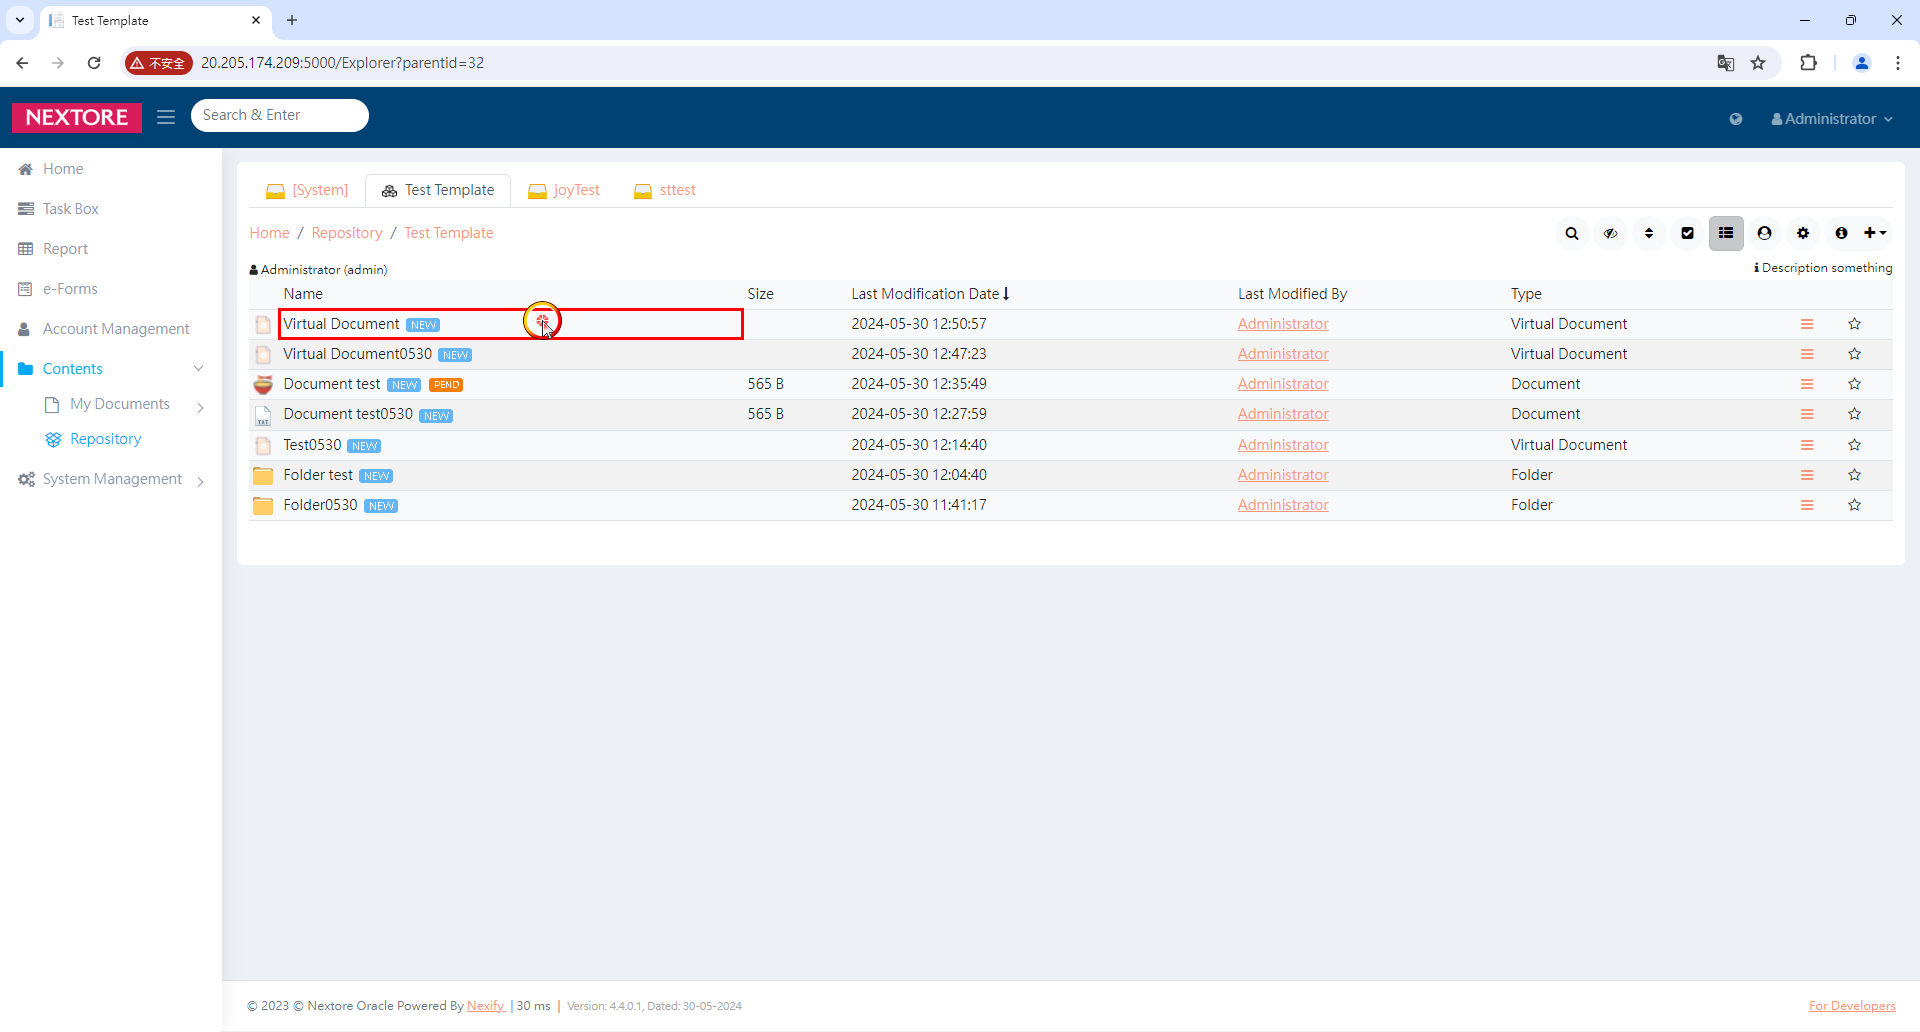 Test Template
不安全 20.205.174.209:5000/Explorer?parentid=32
NEXTORE Search & Enter Administrator
Home
Task Box
Report
e-Forms
Account Management
Contents
My Documents
Repository
System Management
[System] Test Template joyTest sttest
Home / Repository / Test Template
Administrator (admin) Description something
Name Size Last Modification Date Last Modified By Type
Virtual Document NEW 2024-05-30 12:50:57 Administrator Virtual Document
Virtual Document0530 NEW 2024-05-30 12:47:23 Administrator Virtual Document
Document test NEW PEND 565 B 2024-05-30 12:35:49 Administrator Document
TXT Document test0530 NEW 565 B 2024-05-30 12:27:59 Administrator Document
Test0530 NEW 2024-05-30 12:14:40 Administrator Virtual Document
Folder test NEW 2024-05-30 12:04:40 Administrator Folder
Folder0530 NEW 2024-05-30 11:41:17 Administrator Folder
© 2023 © Nextore Oracle Powered By Nexify | 30 ms | Version: 4.4.0.1, Dated: 30-05-2024 For Developers